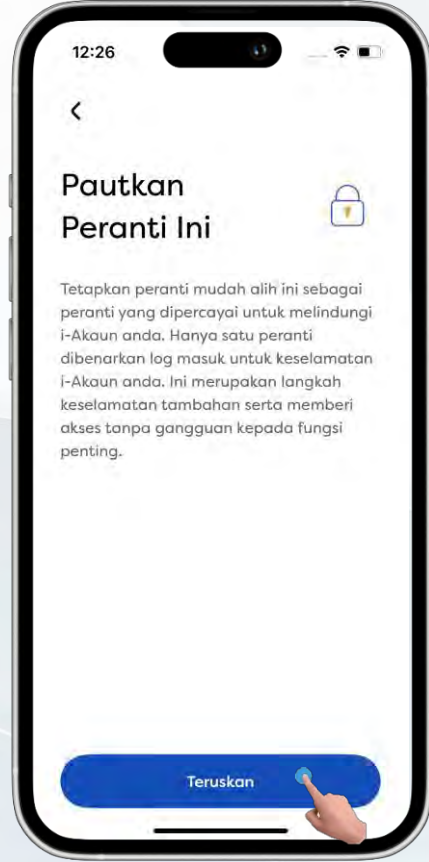 12:26
Pautkan
Peranti Ini
Tetapkan peranti mudah alih ini sebagai
peranti yang dipercayai untuk melindungi
i-Akaun anda. Hanya satu peranti
dibenarkan log masuk untuk keselamatan
i-Akaun anda. Ini merupakan langkah
keselamatan tambahan serta memberi
akses tanpa gangguan kepada fungsi
penting.
Teruskan